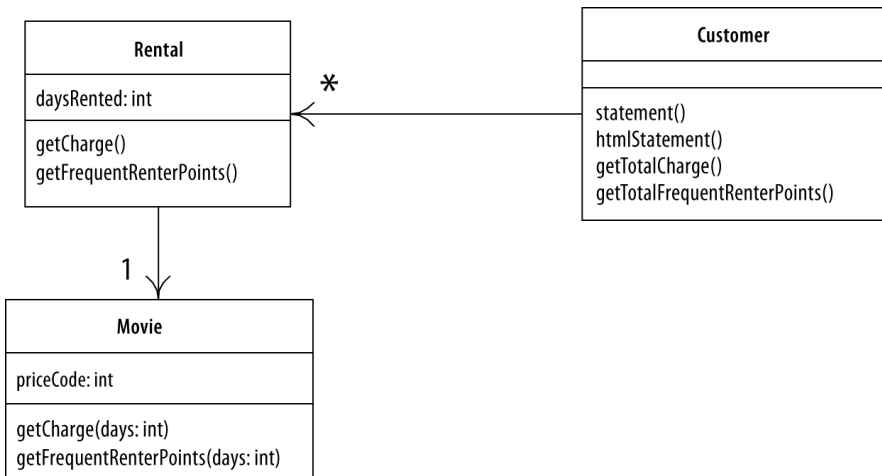 Rental
daysRented: int
getCharge()
getFrequentRenterPoints()
*
Customer
statement()
htmlStatement()
getTotalCharge()
getTotalFrequentRenterPoints()
1
Movie
priceCode: int
getCharge(days: int)
getFrequentRenterPoints(days: int)